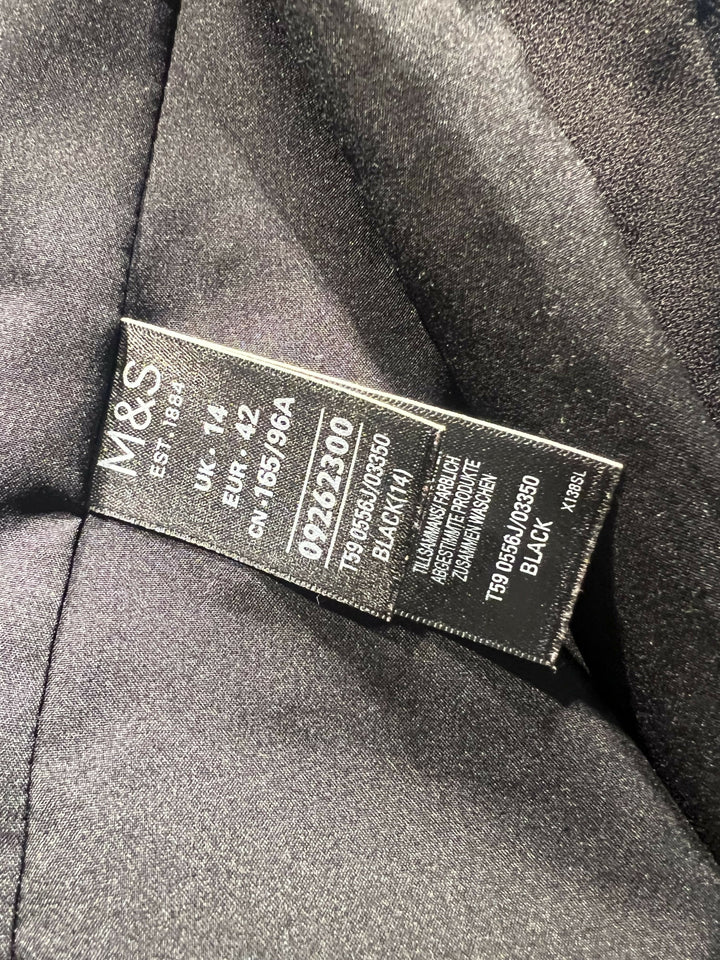 M&S
EST·1884
UK - 14
EUR - 42
CN -165/96A
09262300
T59 0556J/03350
BLACK(14)
TILLSAMMANS/FARBLICH
ABGESTIMMTE PRODUKTE
ZUSAMMEN WASCHEN
T59 0556J/03350
BLACK
X138SL